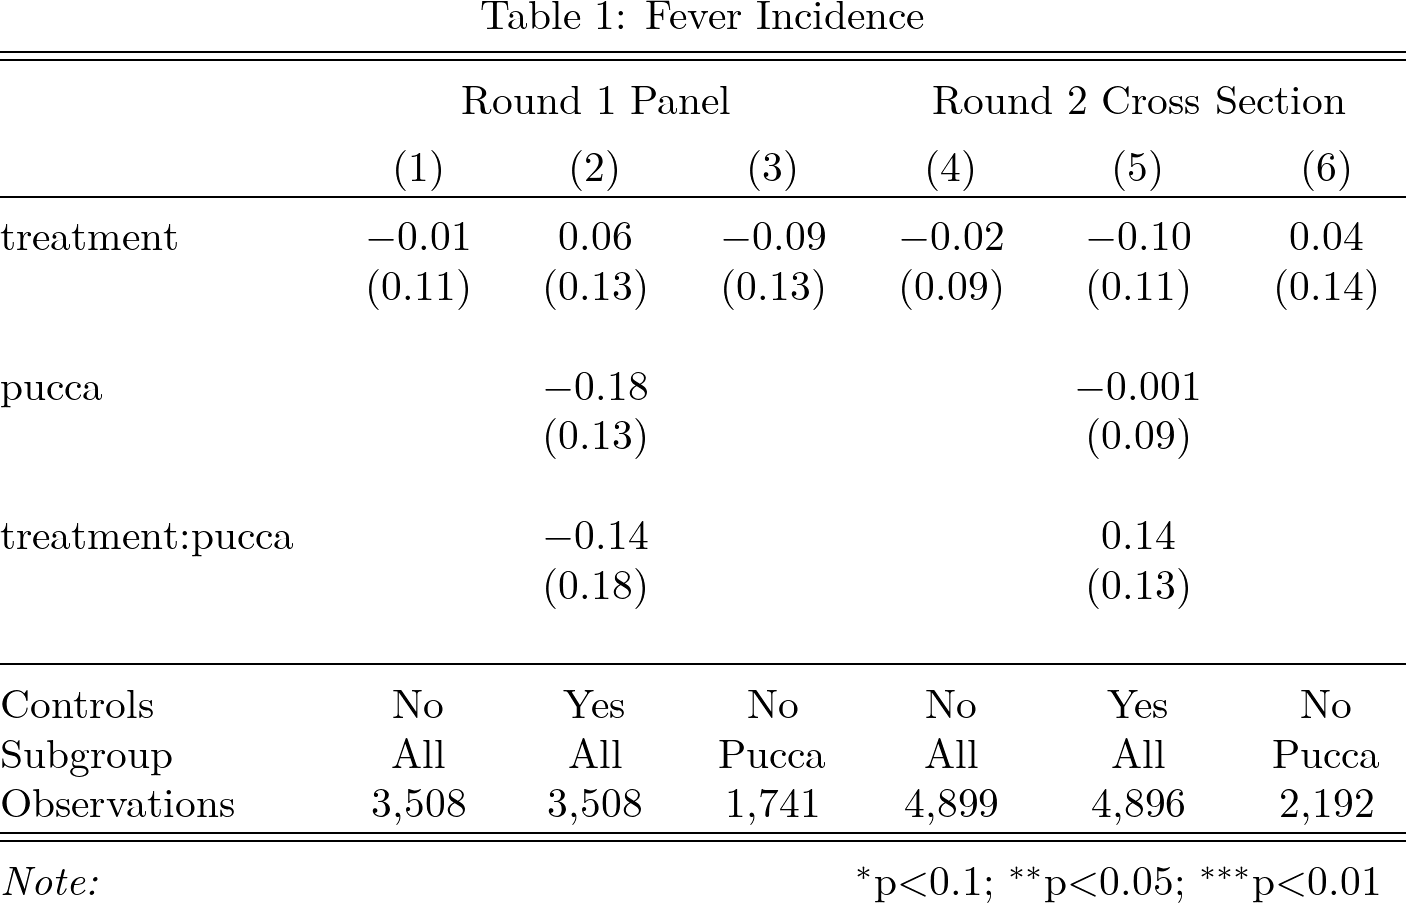 Table 1: Fever Incidence
Round 1 Panel Round 2 Cross Section
(1) (2) (3) (4) (5) (6)
treatment −0.01 0.06 −0.09 −0.02 −0.10 0.04
(0.11) (0.13) (0.13) (0.09) (0.11) (0.14)
pucca −0.18 −0.001
(0.13) (0.09)
treatment:pucca −0.14 0.14
(0.18) (0.13)
Controls No Yes No No Yes No
Subgroup All All Pucca All All Pucca
Observations 3,508 3,508 1,741 4,899 4,896 2,192
Note: *p<0.1; **p<0.05; ***p<0.01